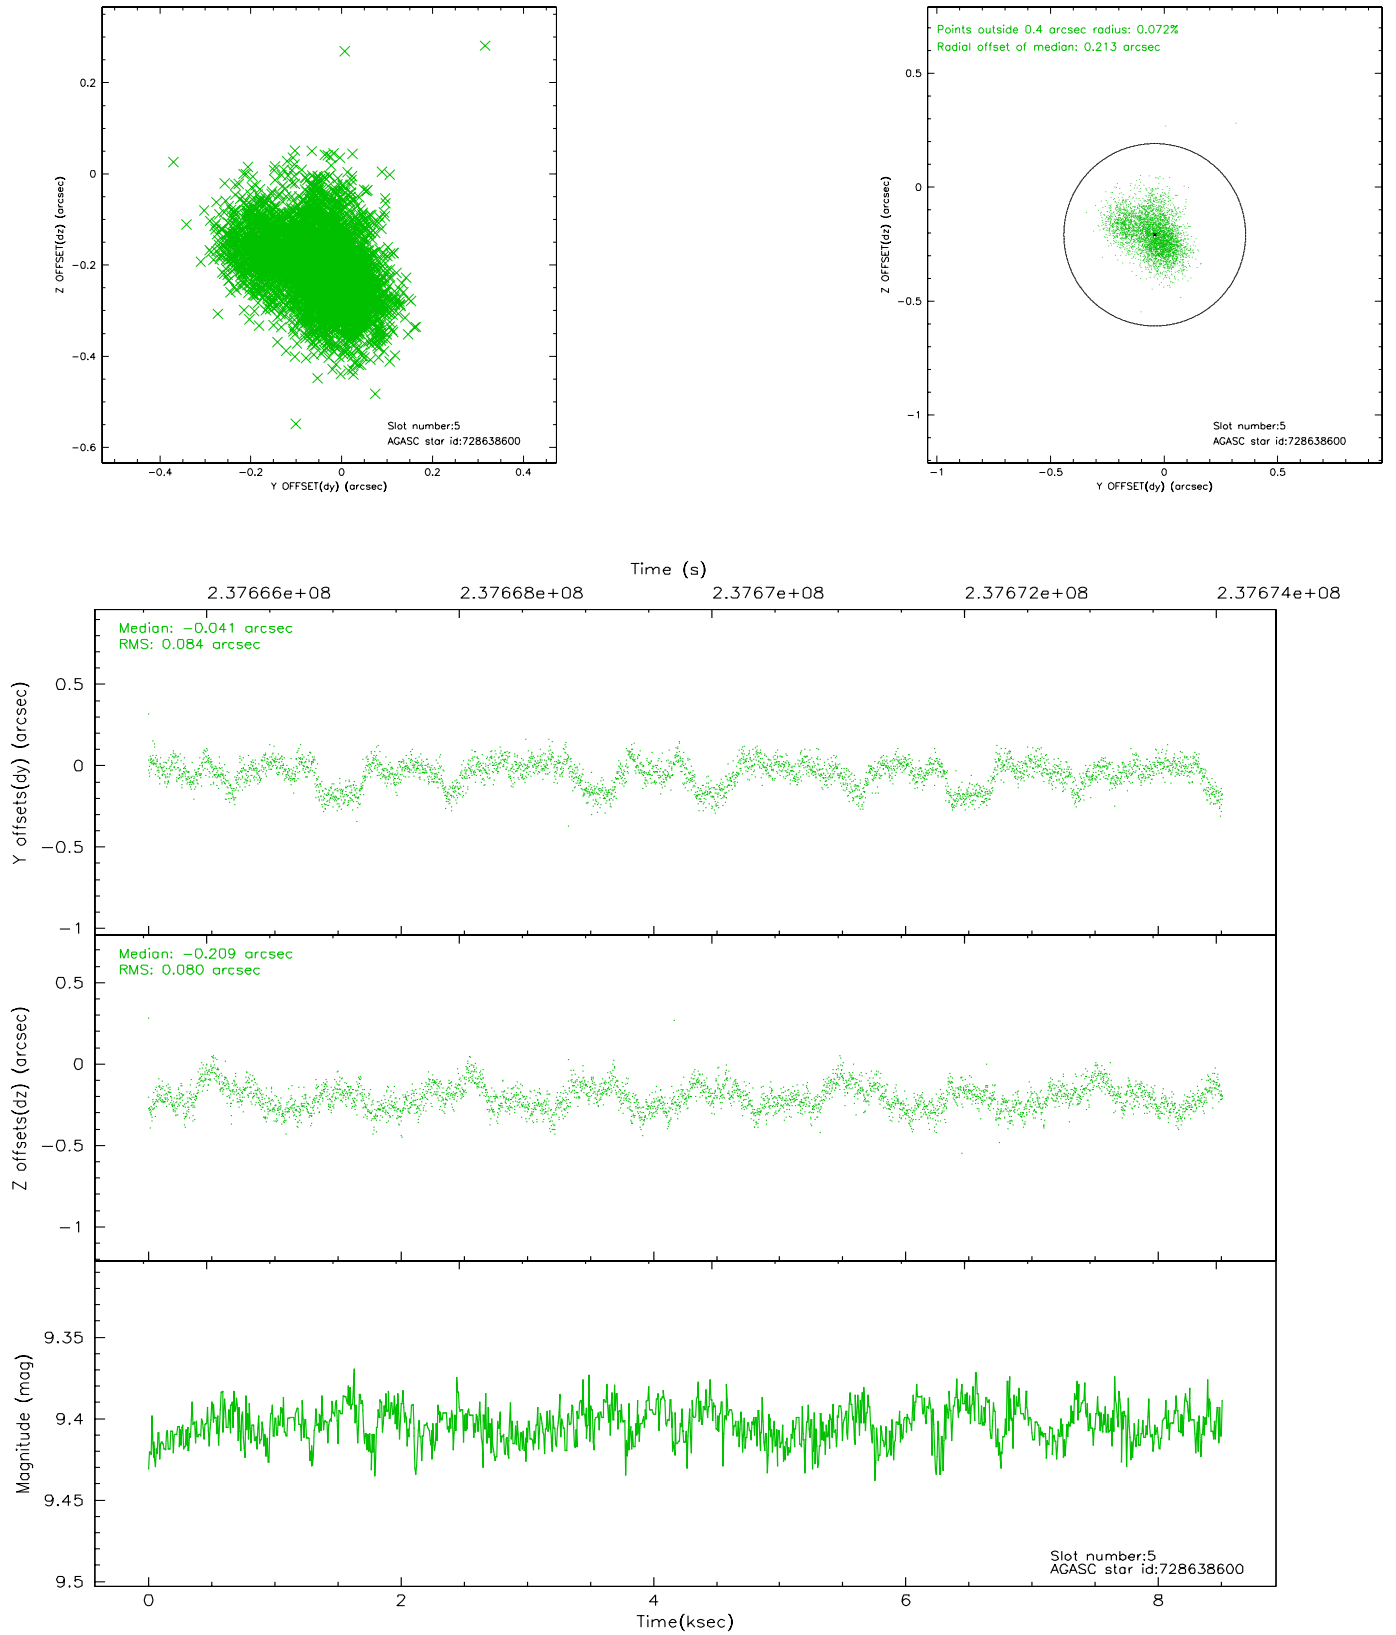 0.2
0
-0.2
-0.4
-0.6
Z OFFSET(dz) (arcsec)
Slot number:5
AGASC star id:728638600
-0.4
-0.2
0
0.2
0.4
Y OFFSET(dy) (arcsec)
Points outside 0.4 arcsec radius: 0.072%
Radial offset of median: 0.213 arcsec
0.5
0
-0.5
-1
Z OFFSET(dz) (arcsec)
Slot number:5
AGASC star id:728638600
-1
-0.5
0
0.5
Y OFFSET(dy) (arcsec)
Time (s)
2.37666e+08
2.37668e+08
2.3767e+08
2.37672e+08
2.37674e+08
Median: -0.041 arcsec
RMS: 0.084 arcsec
0.5
0
-0.5
-1
Y offsets(dy) (arcsec)
Median: -0.209 arcsec
RMS: 0.080 arcsec
0.5
0
-0.5
-1
Z offsets(dz) (arcsec)
9.35
9.4
9.45
9.5
Magnitude (mag)
Slot number:5
AGASC star id:728638600
0
2
4
6
8
Time(ksec)